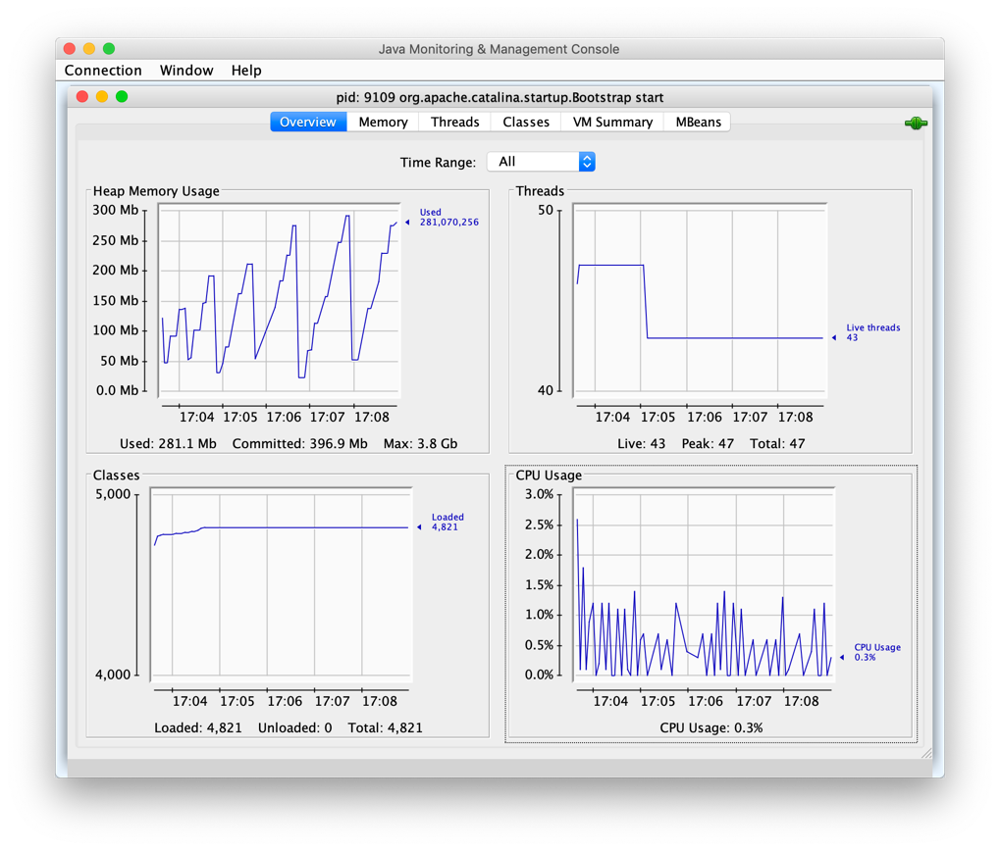 Java Monitoring & Management Console
Connection Window Help
pid: 9109 org.apache.catalina.startup.Bootstrap start
Overview Memory Threads Classes VM Summary MBeans
Time Range: All
Heap Memory Usage
300 Mb
250 Mb
200 Mb
150 Mb
100 Mb
50 Mb
0.0 Mb
Used
281,070,256
17:04 17:05 17:06 17:07 17:08
Used: 281.1 Mb Committed: 396.9 Mb Max: 3.8 Gb
Threads
50
40
Live threads
43
17:04 17:05 17:06 17:07 17:08
Live: 43 Peak: 47 Total: 47
Classes
5,000
4,000
Loaded
4,821
17:04 17:05 17:06 17:07 17:08
Loaded: 4,821 Unloaded: 0 Total: 4,821
CPU Usage
3.0%
2.5%
2.0%
1.5%
1.0%
0.5%
0.0%
CPU Usage
0.3%
17:04 17:05 17:06 17:07 17:08
CPU Usage: 0.3%